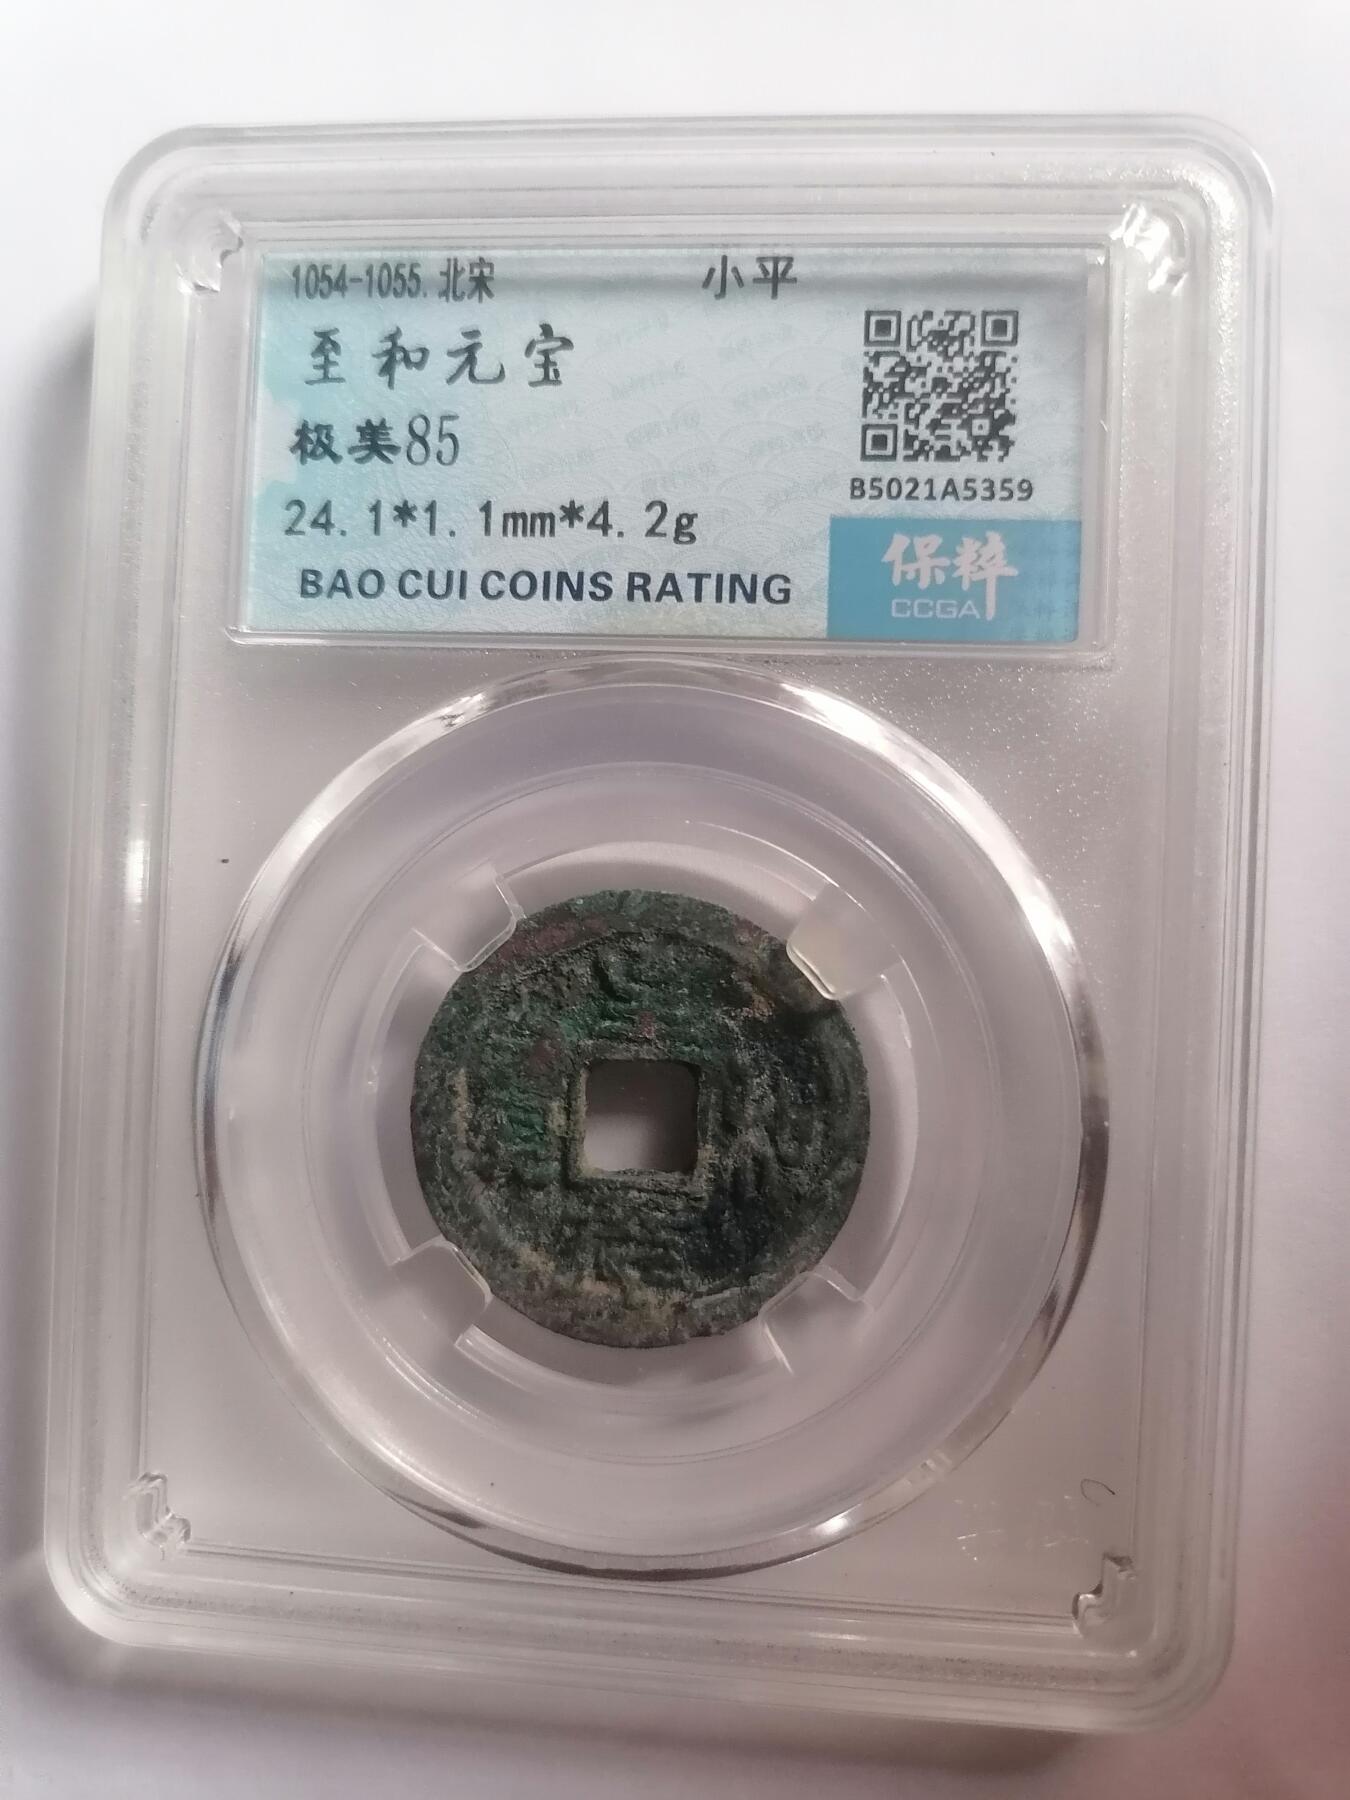 1054-1055.北宋 小平
至和元宝
极美85
24.1*1.1mm*4.2g
BAO CUI COINS RATING
B5021A5359
保粹
CCGA